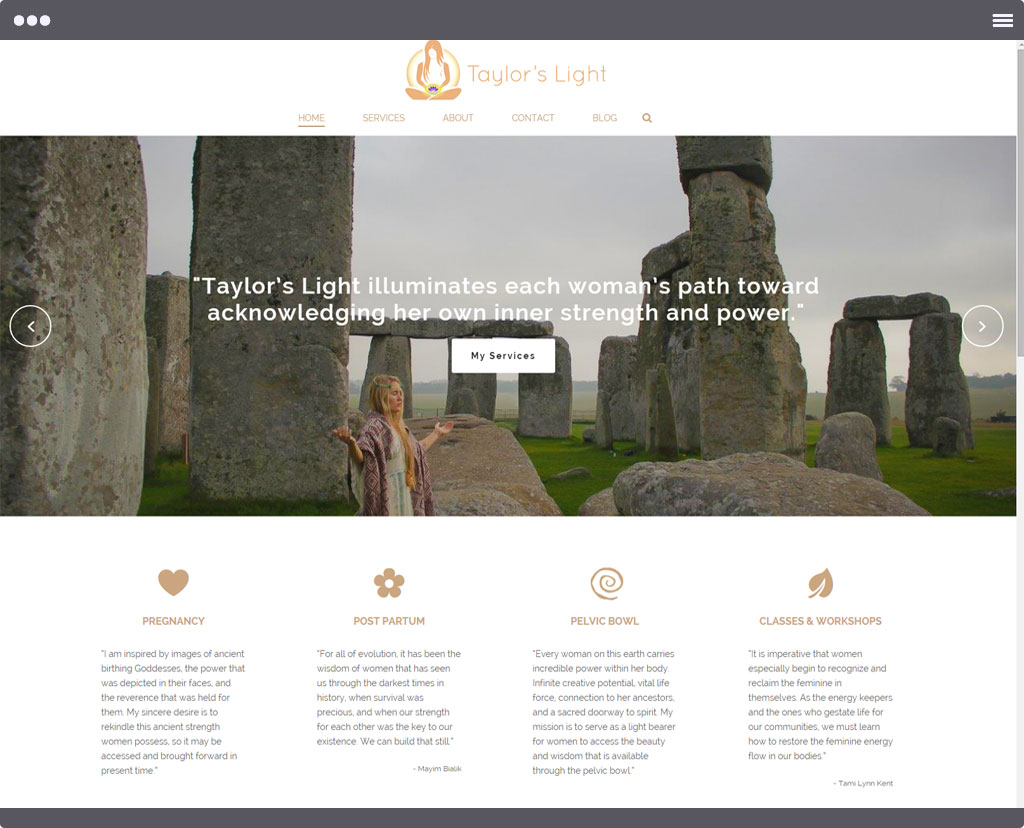 Taylor's Light
HOME SERVICES ABOUT CONTACT BLOG
"Taylor's Light illuminates each woman's path toward
acknowledging her own inner strength and power."
My Services
PREGNANCY
"I am inspired by images of ancient
birthing Goddesses, the power that
was depicted in their faces, and
the reverence that was held for
them. My sincere desire is to
rekindle this ancient strength
women possess, so it may be
accessed and brought forward in
present time."
POST PARTUM
"For all of evolution, it has been the
wisdom of women that has seen
us through the darkest times in
history, when survival was
precious, and when our strength
for each other was the key to our
existence. We can build that still."
- Mayim Bialik
PELVIC BOWL
"Every woman on this earth carries
incredible power within her body.
Infinite creative potential, vital life
force, connection to her ancestors,
and a sacred doorway to spirit. My
mission is to serve as a light bearer
for women to access the beauty
and wisdom that is available
through the pelvic bowl."
CLASSES & WORKSHOPS
"It is imperative that women
especially begin to recognize and
reclaim the feminine in
themselves. As the energy keepers
and the ones who gestate life for
our communities, we must learn
how to restore the feminine energy
flow in our bodies."
- Tami Lynn Kent